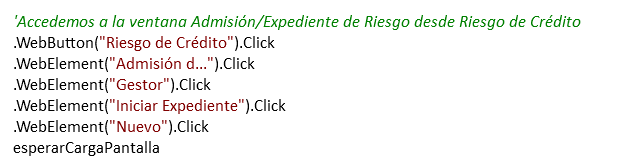 'Accedemos a la ventana Admisión/Expediente de Riesgo desde Riesgo de Crédito
.WebButton("Riesgo de Crédito").Click
.WebElement("Admisión d...").Click
.WebElement("Gestor").Click
.WebElement("Iniciar Expediente").Click
.WebElement("Nuevo").Click
esperarCargaPantalla